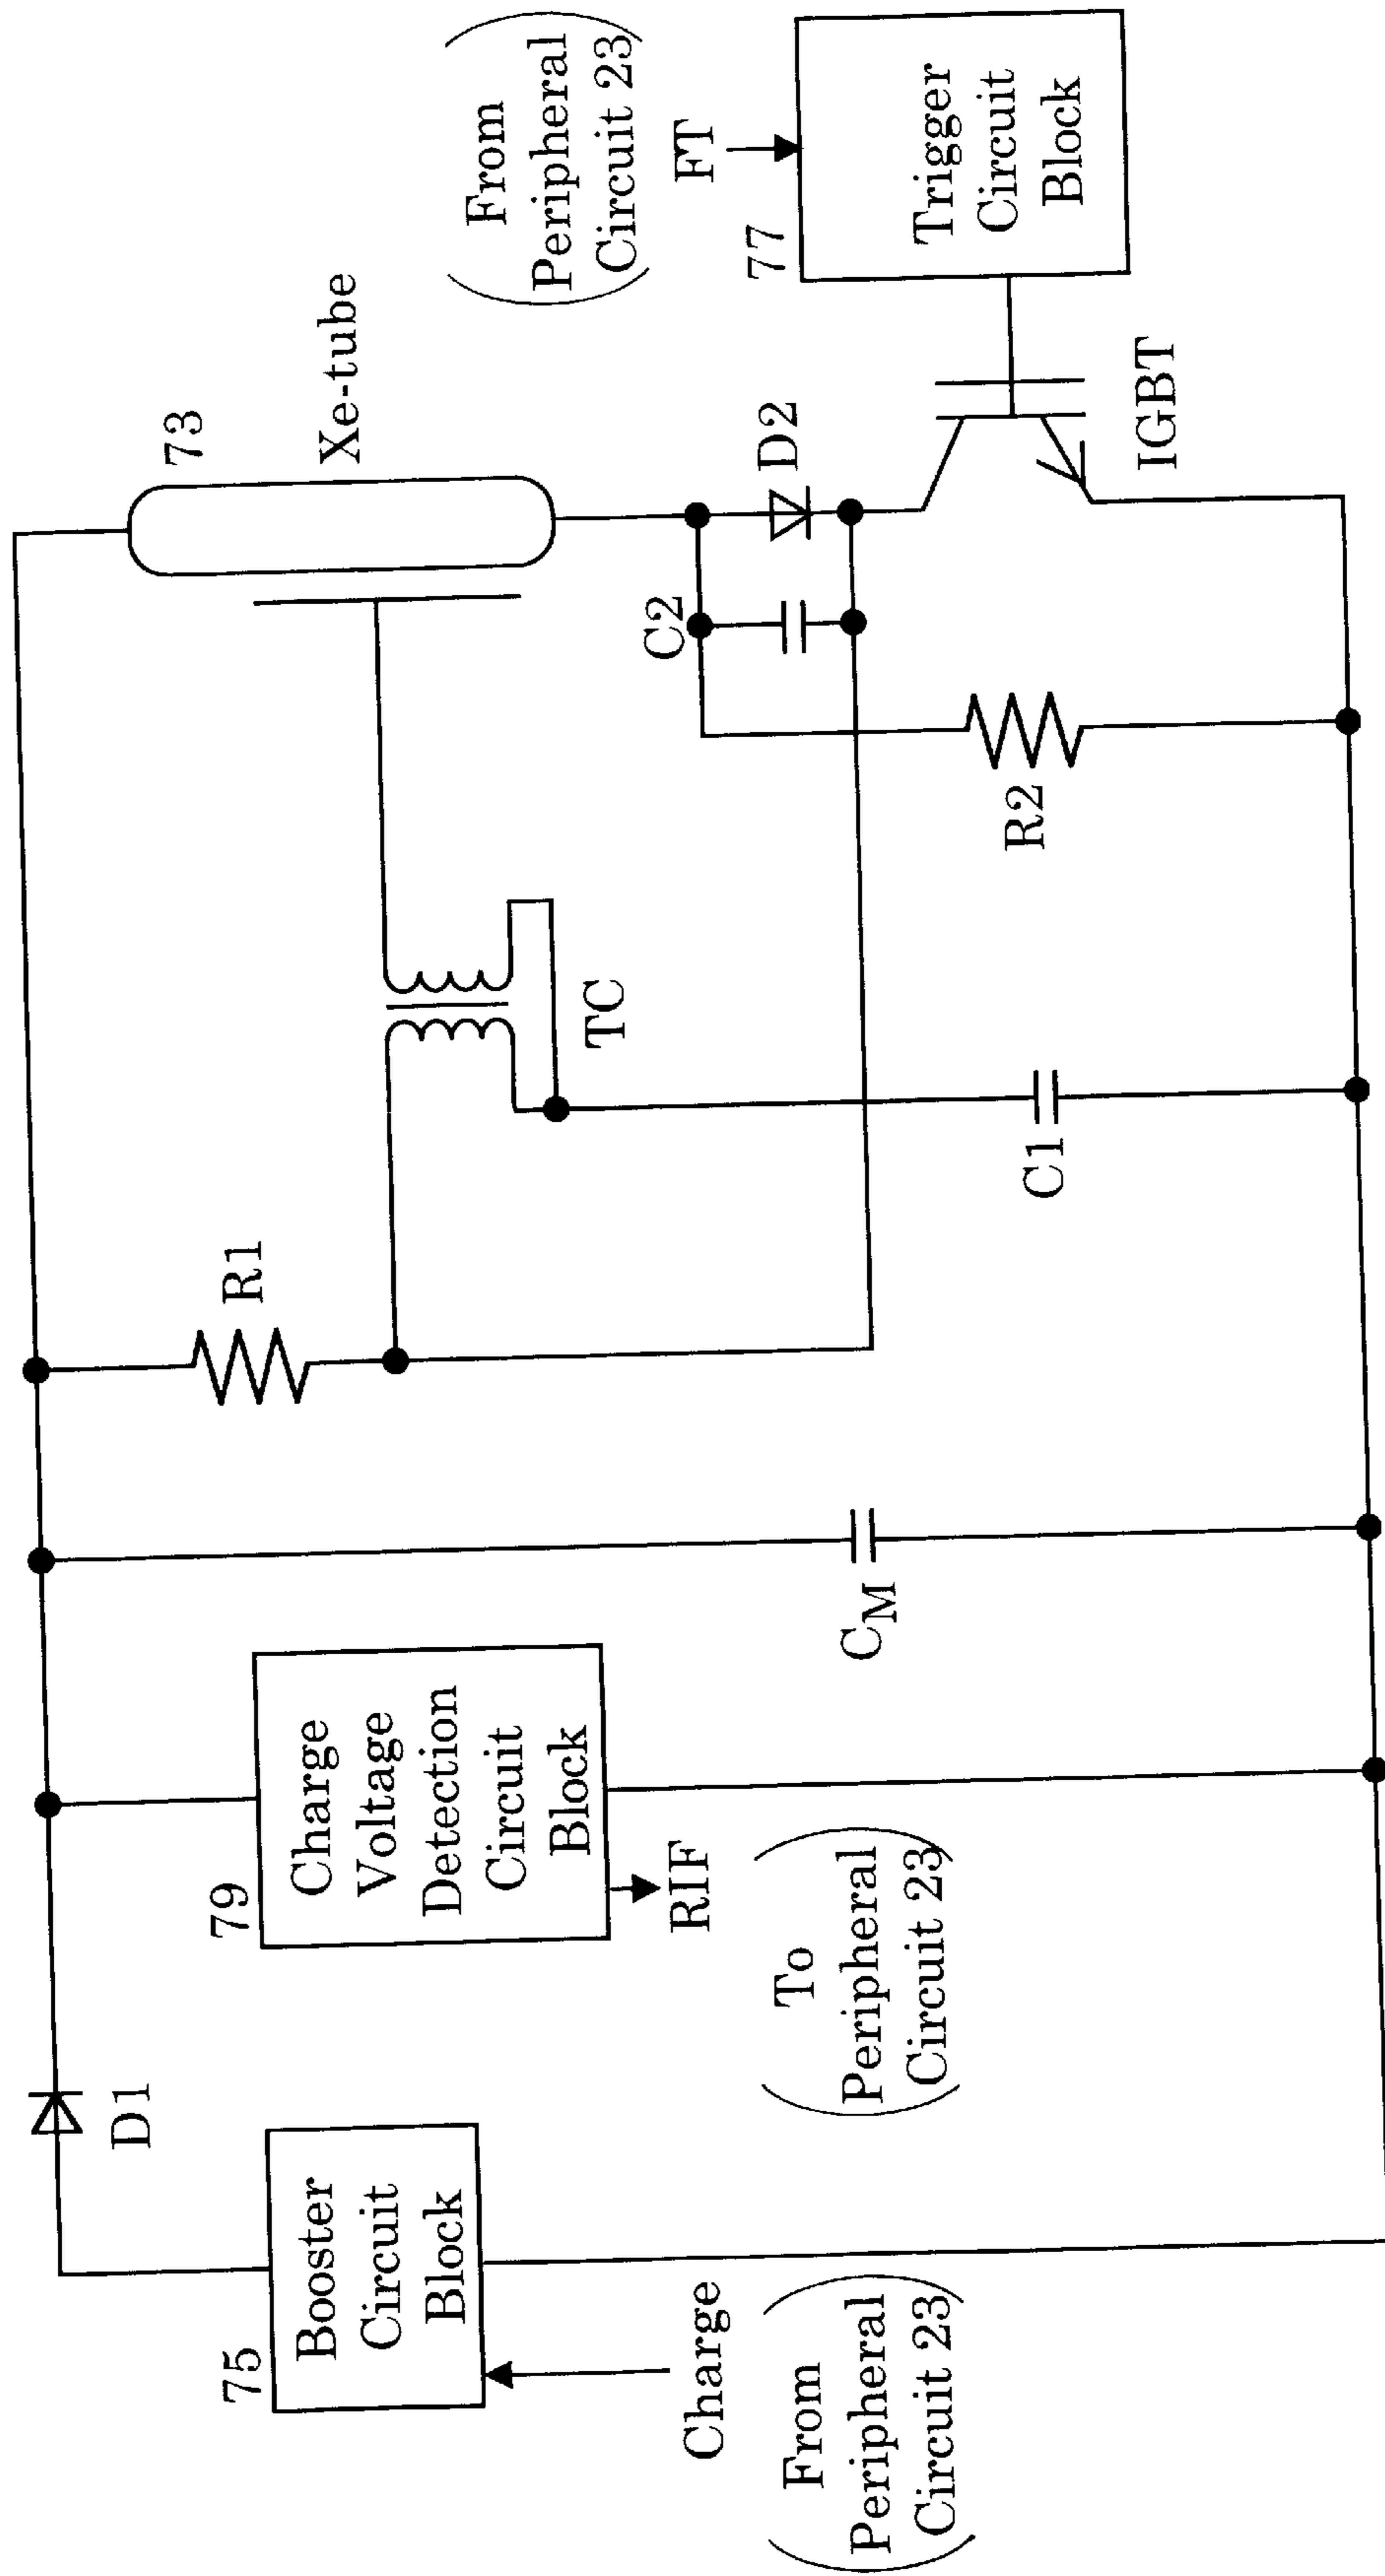 75
Booster
Circuit
Block
Charge
(From
Peripheral
Circuit 23)
D1
79
Charge
Voltage
Detection
Circuit
Block
RIF
(To
Peripheral
Circuit 23)
CM
R1
TC
C1
R2
C2
D2
73
Xe-tube
IGBT
(From
Peripheral
Circuit 23)
FT
77
Trigger
Circuit
Block